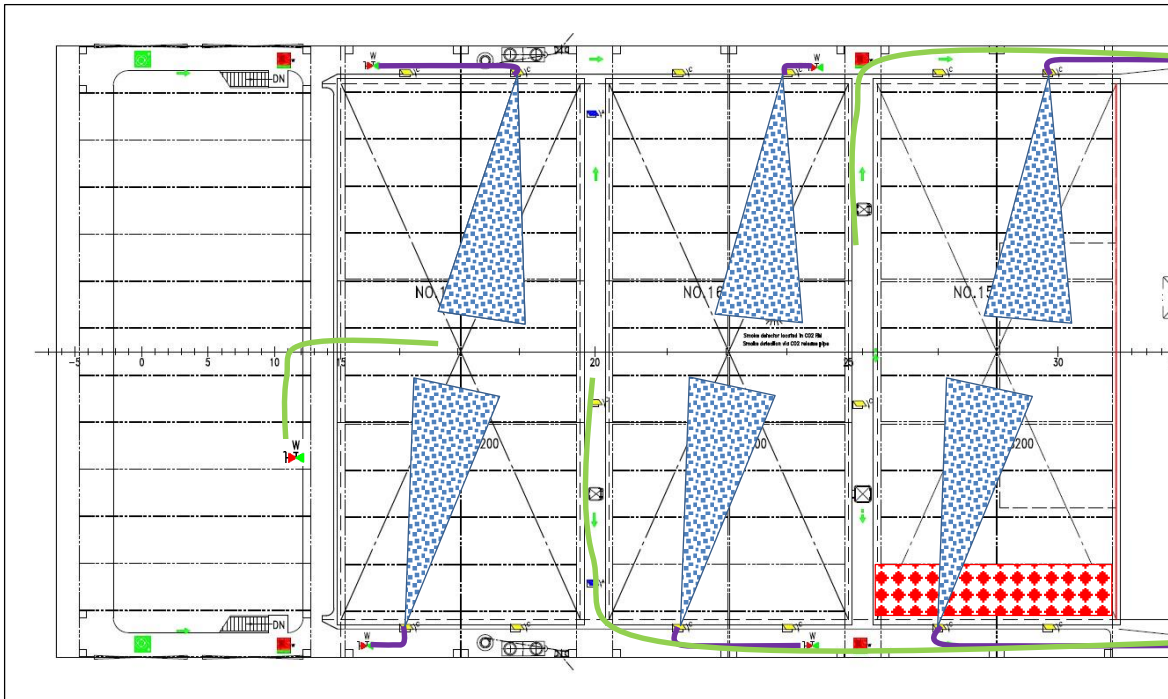 W
W
DN
NO.1
NO.16
NO.15
Smoke detector located in CO2 RM
Smoke detection via CO2 release pipe
-5
0
5
10
15
20
25
30
W
200
00
200
DN
W
W